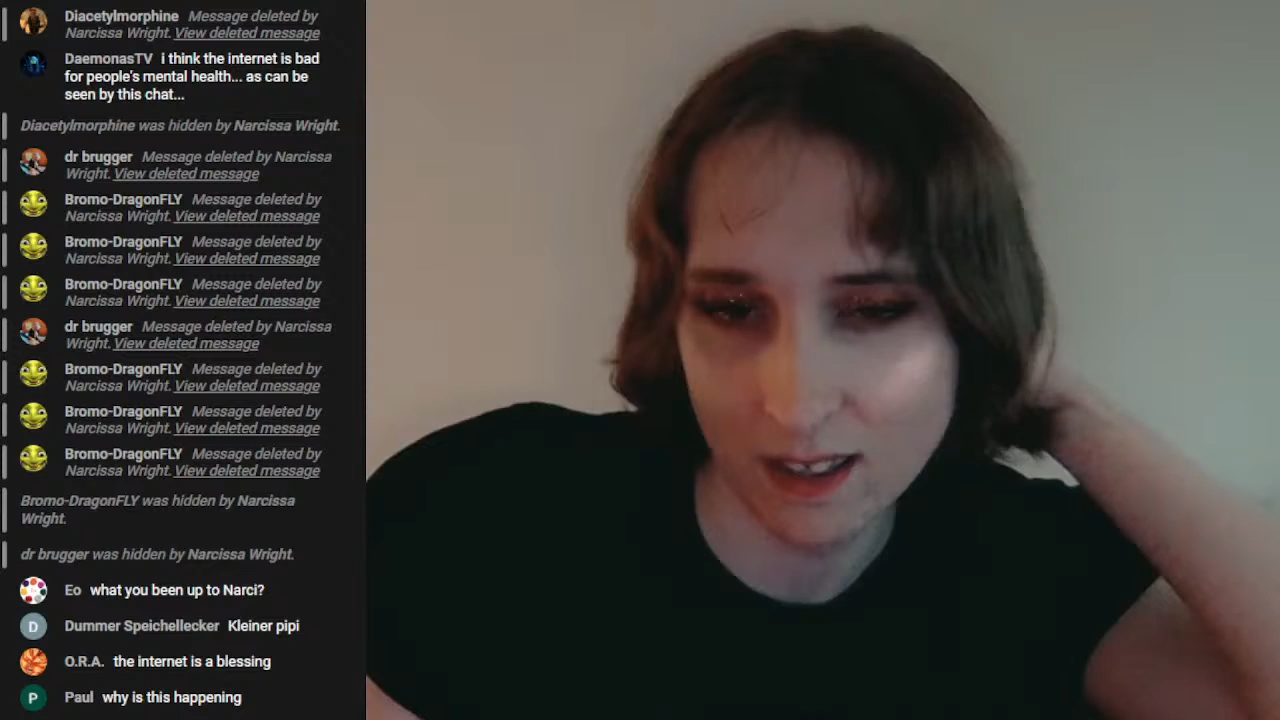 Diacetylmorphine Message deleted by
Narcissa Wright. View deleted message
DaemonasTV i think the internet is bad
for people's mental health... as can be
seen by this chat...
Diacetylmorphine was hidden by Narcissa Wright.
dr brugger Message deleted by Narcissa
Wright. View deleted message
Bromo-DragonFLY Message deleted by
Narcissa Wright. View deleted message
Bromo-DragonFLY Message deleted by
Narcissa Wright. View deleted message
Bromo-DragonFLY Message deleted by
Narcissa Wright. View deleted message
dr brugger Message deleted by Narcissa
Wright. View deleted message
Bromo-DragonFLY Message deleted by
Narcissa Wright. View deleted message
Bromo-DragonFLY Message deleted by
Narcissa Wright. View deleted message
Bromo-DragonFLY Message deleted by
Narcissa Wright. View deleted message
Bromo-DragonFLY was hidden by Narcissa
Wright.
dr brugger was hidden by Narcissa Wright.
Eo what you been up to Narci?
D Dummer Speichellecker Kleiner pipi
O.R.A. the internet is a blessing
P Paul why is this happening